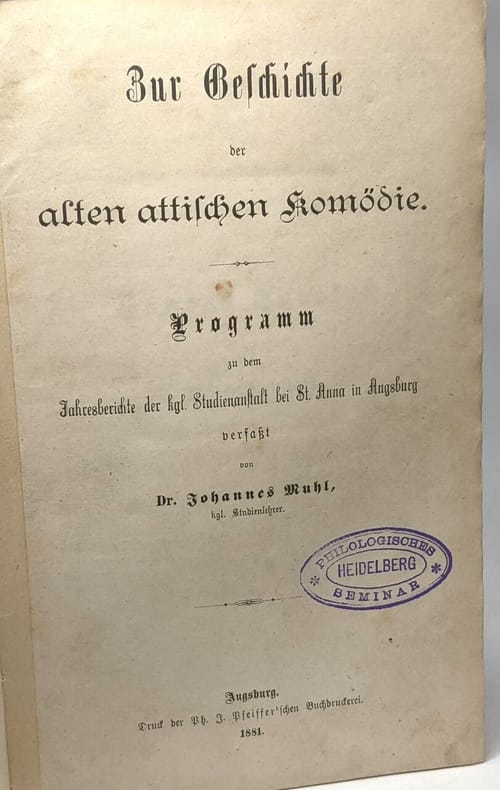 Zur Geschichte
der
alten attischen Komödie.
Programm
zu dem
Jahresberichte der kgl. Studienanstalt bei St. Anna in Augsburg
verfaßt
von
Dr. Johannes Muhl,
kgl. Studienlehrer.
PHILOLOGISCHES
HEIDELBERG
* SEMINAR *
Augsburg.
Druck der Ph. J. Pfeiffer'schen Buchdruckerei.
1881.